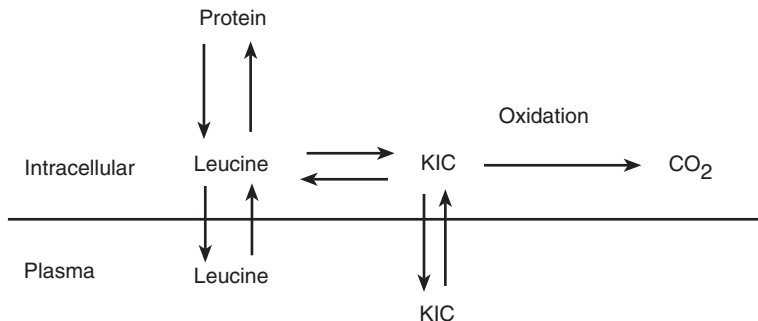 Protein
Oxidation
Intracellular
Leucine
KIC
CO2
Plasma
Leucine
KIC